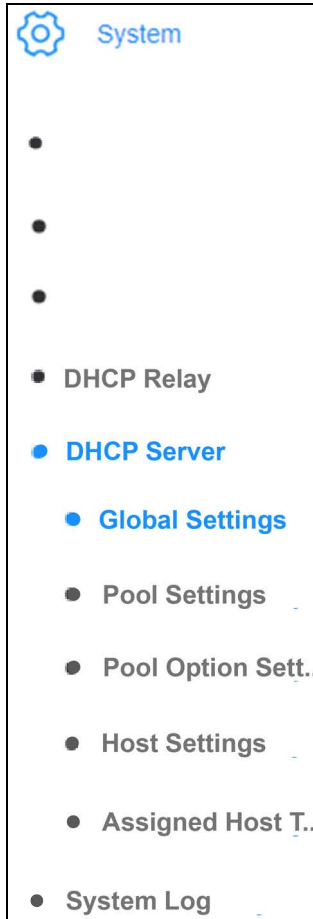 System
DHCP Relay
DHCP Server
Global Settings
Pool Settings
Pool Option Sett..
Host Settings
Assigned Host T..
System Log